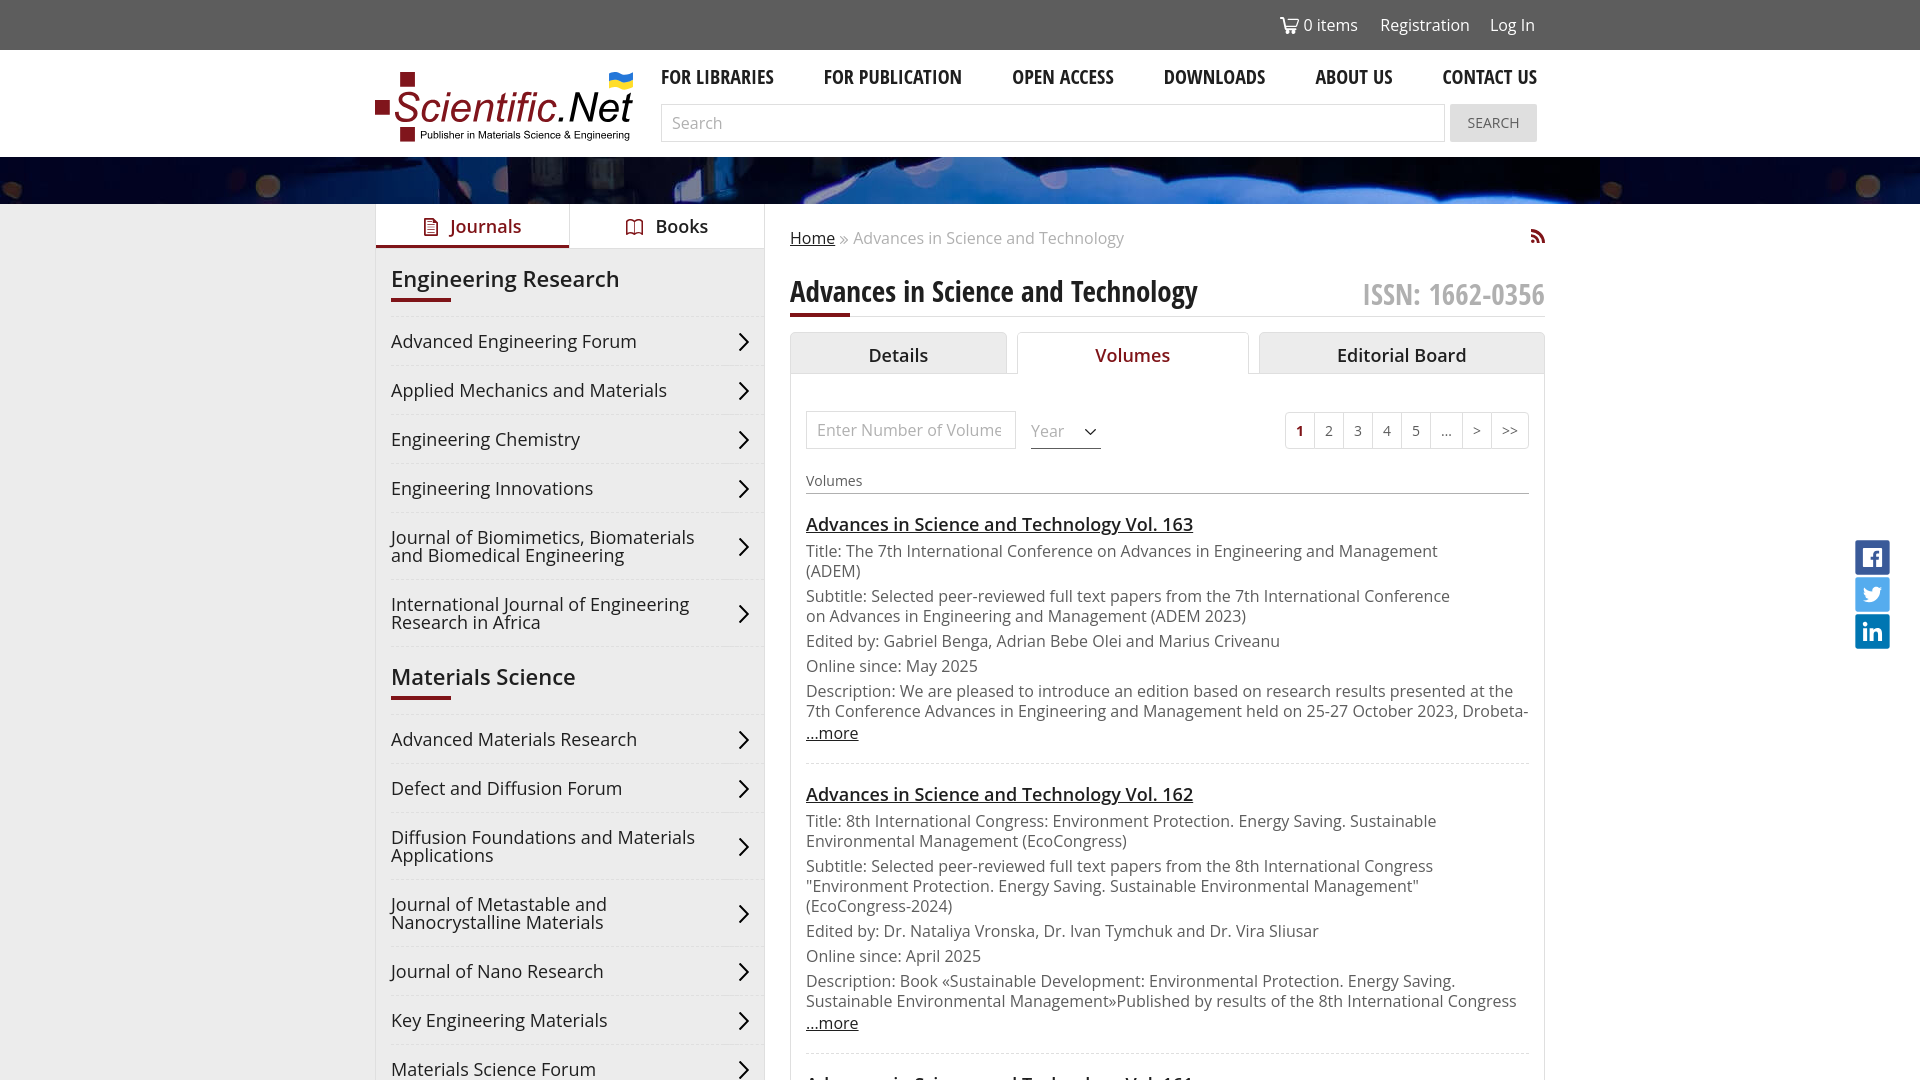 0 items Registration Log In
Scientific.Net
Publisher in Materials Science & Engineering
FOR LIBRARIES FOR PUBLICATION OPEN ACCESS DOWNLOADS ABOUT US CONTACT US
Search SEARCH
Journals Books
Engineering Research
Advanced Engineering Forum
Applied Mechanics and Materials
Engineering Chemistry
Engineering Innovations
Journal of Biomimetics, Biomaterials
and Biomedical Engineering
International Journal of Engineering
Research in Africa
Materials Science
Advanced Materials Research
Defect and Diffusion Forum
Diffusion Foundations and Materials
Applications
Journal of Metastable and
Nanocrystalline Materials
Journal of Nano Research
Key Engineering Materials
Materials Science Forum
Home » Advances in Science and Technology
Advances in Science and Technology ISSN: 1662-0356
Details Volumes Editorial Board
Enter Number of Volume Year 1 2 3 4 5 ... > >>
Volumes
Advances in Science and Technology Vol. 163
Title: The 7th International Conference on Advances in Engineering and Management
(ADEM)
Subtitle: Selected peer-reviewed full text papers from the 7th International Conference
on Advances in Engineering and Management (ADEM 2023)
Edited by: Gabriel Benga, Adrian Bebe Olei and Marius Criveanu
Online since: May 2025
Description: We are pleased to introduce an edition based on research results presented at the
7th Conference Advances in Engineering and Management held on 25-27 October 2023, Drobeta-
...more
Advances in Science and Technology Vol. 162
Title: 8th International Congress: Environment Protection. Energy Saving. Sustainable
Environmental Management (EcoCongress)
Subtitle: Selected peer-reviewed full text papers from the 8th International Congress
"Environment Protection. Energy Saving. Sustainable Environmental Management"
(EcoCongress-2024)
Edited by: Dr. Nataliya Vronska, Dr. Ivan Tymchuk and Dr. Vira Sliusar
Online since: April 2025
Description: Book «Sustainable Development: Environmental Protection. Energy Saving.
Sustainable Environmental Management»Published by results of the 8th International Congress
...more
Advances in Science and Technology Vol. 161